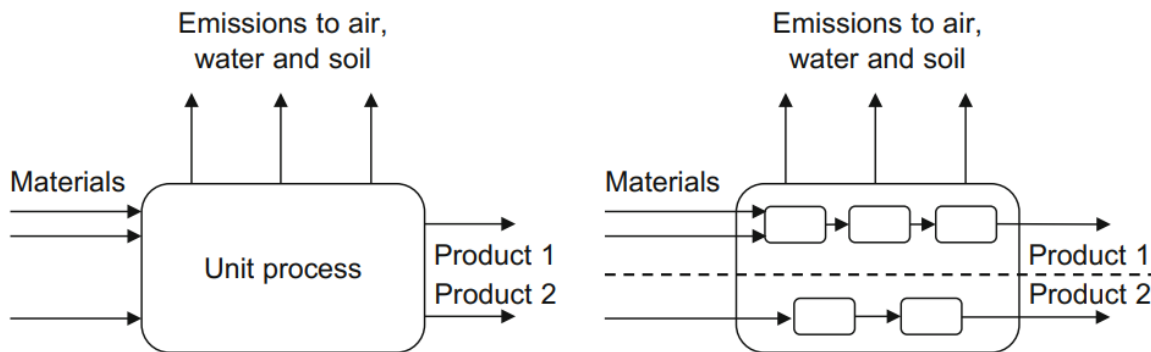 Emissions to air,
water and soil
Materials
Unit process
Product 1
Product 2
Emissions to air,
water and soil
Materials
Product 1
Product 2